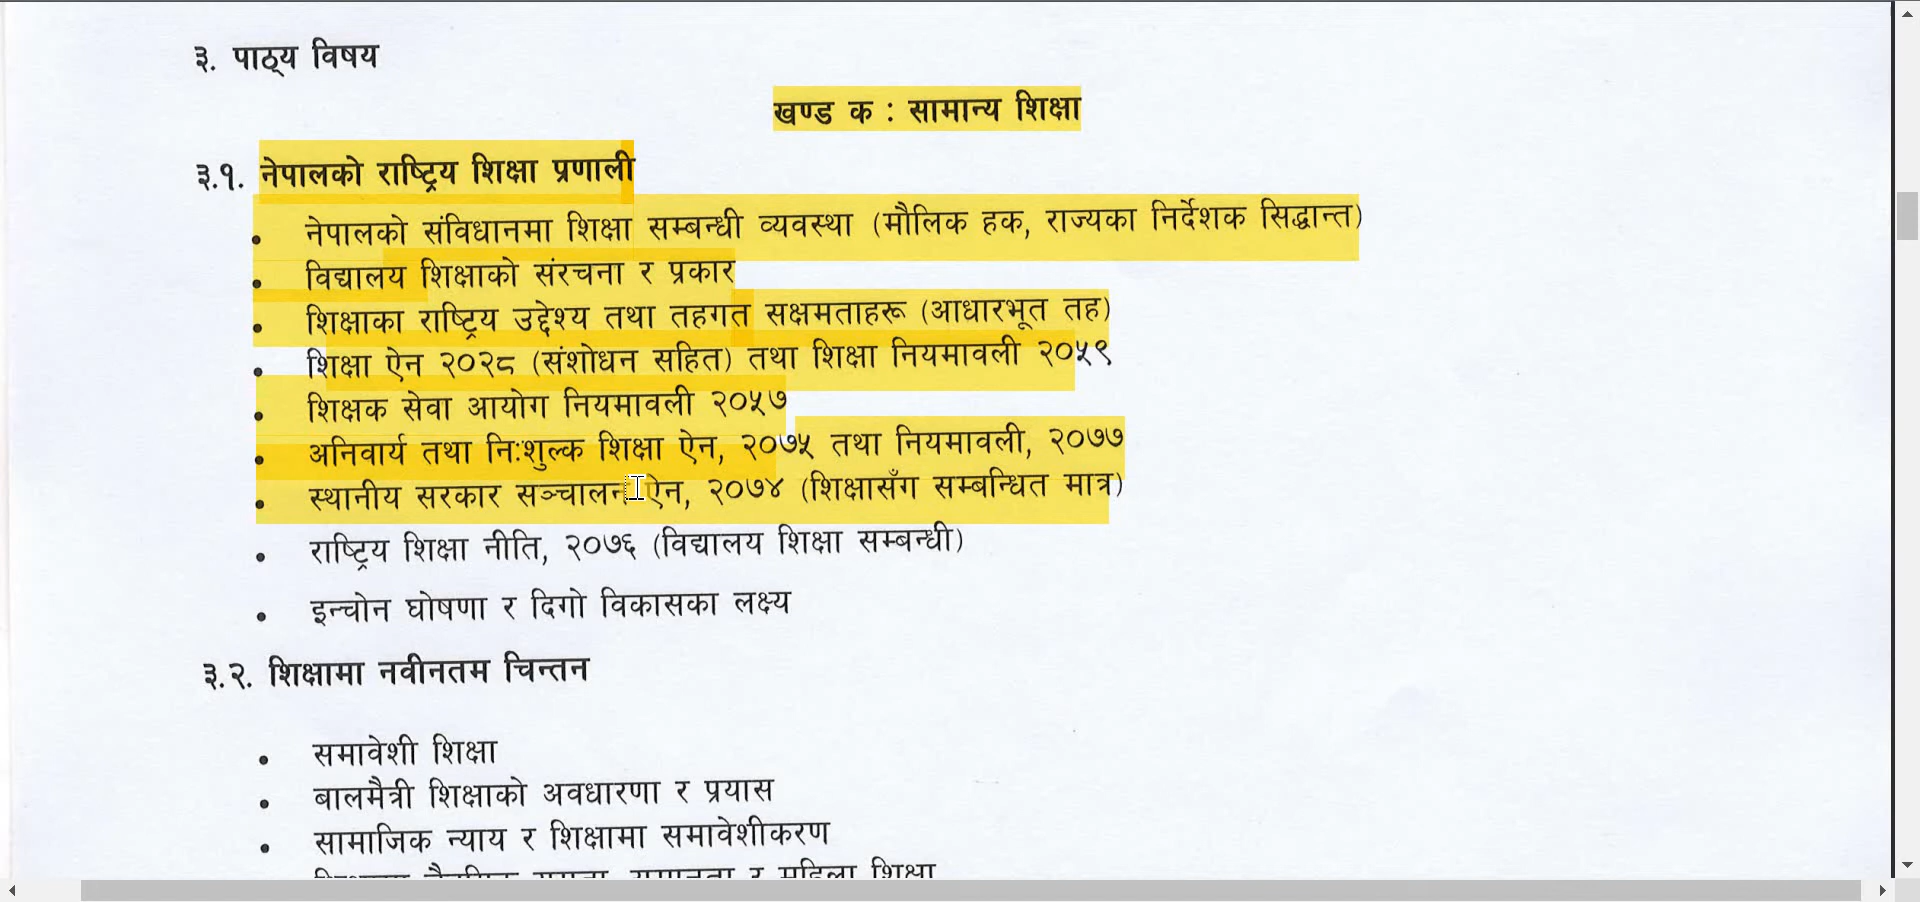 ३. पाठ्य विषय
खण्ड क : सामान्य शिक्षा
३.१. नेपालको राष्ट्रिय शिक्षा प्रणाली
• नेपालको संविधानमा शिक्षा सम्बन्धी व्यवस्था (मौलिक हक, राज्यका निर्देशक सिद्धान्त)
• विद्यालय शिक्षाको संरचना र प्रकार
• शिक्षाका राष्ट्रिय उद्देश्य तथा तहगत सक्षमताहरू (आधारभूत तह)
• शिक्षा ऐन २०२८ (संशोधन सहित) तथा शिक्षा नियमावली २०५९
• शिक्षक सेवा आयोग नियमावली २०५७
• अनिवार्य तथा निःशुल्क शिक्षा ऐन, २०७५ तथा नियमावली, २०७७
• स्थानीय सरकार सञ्चालन ऐन, २०७४ (शिक्षासँग सम्बन्धित मात्र)
• राष्ट्रिय शिक्षा नीति, २०७६ (विद्यालय शिक्षा सम्बन्धी)
• इन्चोन घोषणा र दिगो विकासका लक्ष्य
३.२. शिक्षामा नवीनतम चिन्तन
• समावेशी शिक्षा
• बालमैत्री शिक्षाको अवधारणा र प्रयास
• सामाजिक न्याय र शिक्षामा समावेशीकरण
र महिला शिक्षा